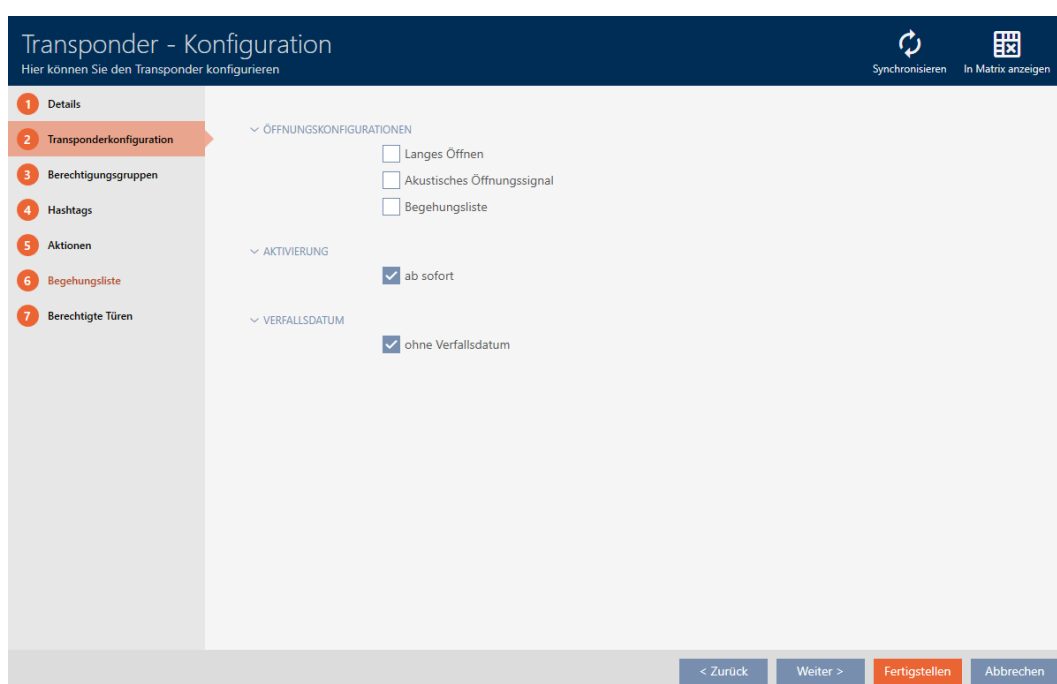 Transponder - Konfiguration
Hier können Sie den Transponder konfigurieren
Synchronisieren
In Matrix anzeigen
1 Details
2 Transponderkonfiguration
3 Berechtigungsgruppen
4 Hashtags
5 Aktionen
6 Begehungsliste
7 Berechtigte Türen
ÖFFNUNGSKONFIGURATIONEN
Langes Öffnen
Akustisches Öffnungssignal
Begehungsliste
AKTIVIERUNG
ab sofort
VERFALLSDATUM
ohne Verfallsdatum
< Zurück
Weiter >
Fertigstellen
Abbrechen